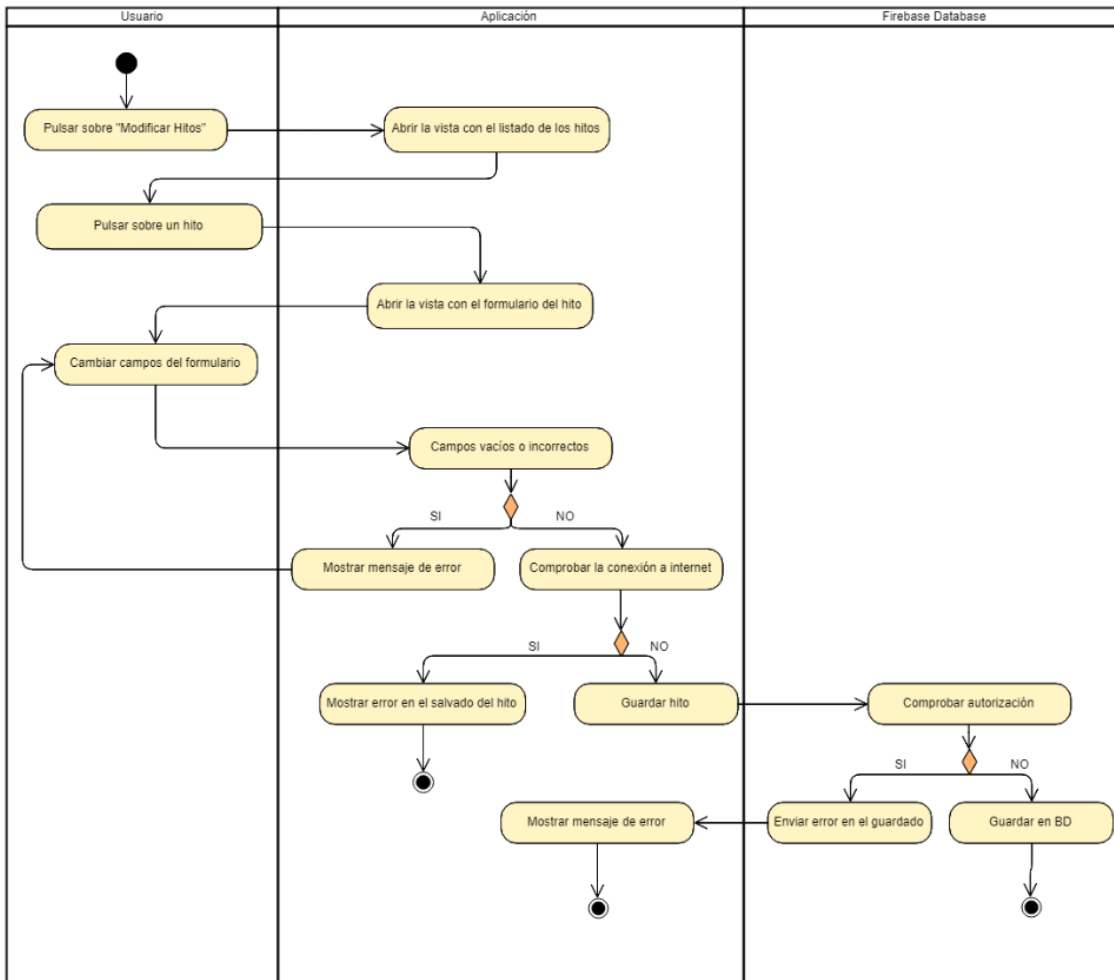 Usuario
Aplicación
Firebase Database
Pulsar sobre "Modificar Hitos"
Abrir la vista con el listado de los hitos
Pulsar sobre un hito
Abrir la vista con el formulario del hito
Cambiar campos del formulario
Campos vacíos o incorrectos
SI
NO
Mostrar mensaje de error
Comprobar la conexión a internet
SI
NO
Mostrar error en el salvado del hito
Guardar hito
Comprobar autorización
SI
NO
Mostrar mensaje de error
Enviar error en el guardado
Guardar en BD